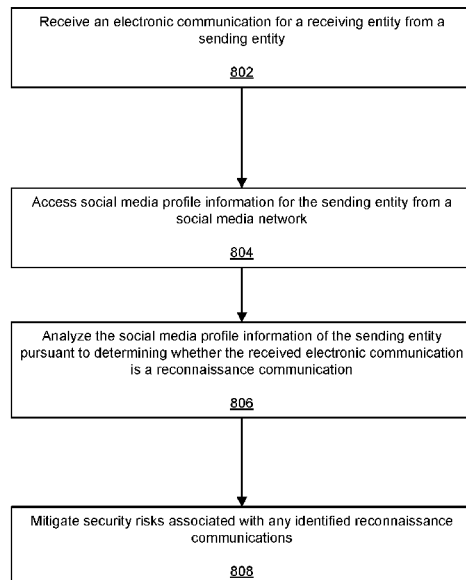 Receive an electronic communication for a receiving entity from a
sending entity
802
Access social media profile information for the sending entity from a
social media network
804
Analyze the social media profile information of the sending entity
pursuant to determining whether the received electronic communication
is a reconnaissance communication
806
Mitigate security risks associated with any identified reconnaissance
communications
808